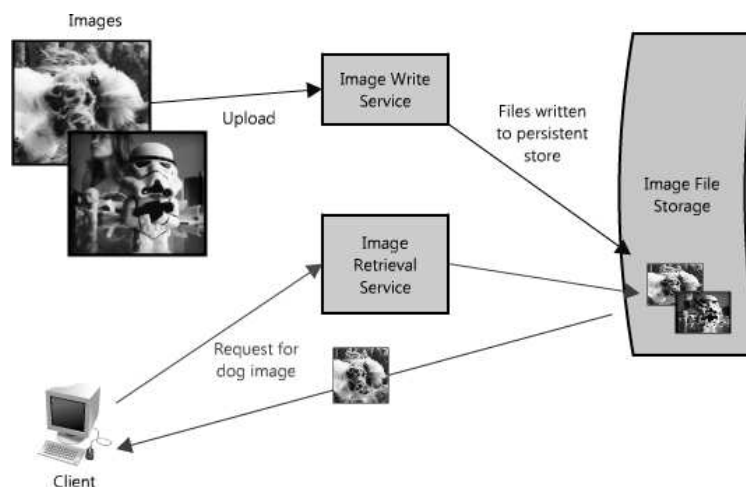 Images
Image Write
Service
Upload
Files written
to persistent
store
Image File
Storage
Image
Retrieval
Service
Request for
dog image
Client